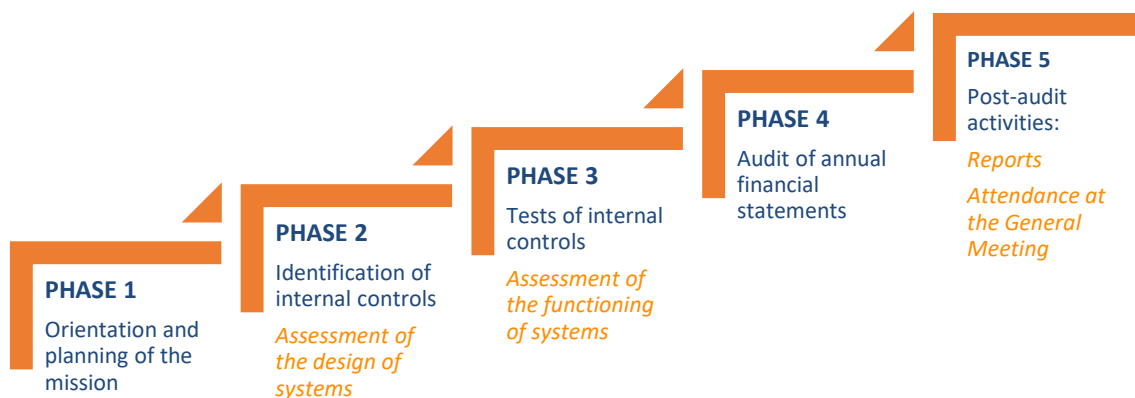 PHASE 1
Orientation and
planning of the
mission
PHASE 2
Identification of
internal controls
Assessment of
the design of
systems
PHASE 3
Tests of internal
controls
Assessment of
the functioning
of systems
PHASE 4
Audit of annual
financial
statements
PHASE 5
Post-audit
activities:
Reports
Attendance at
the General
Meeting